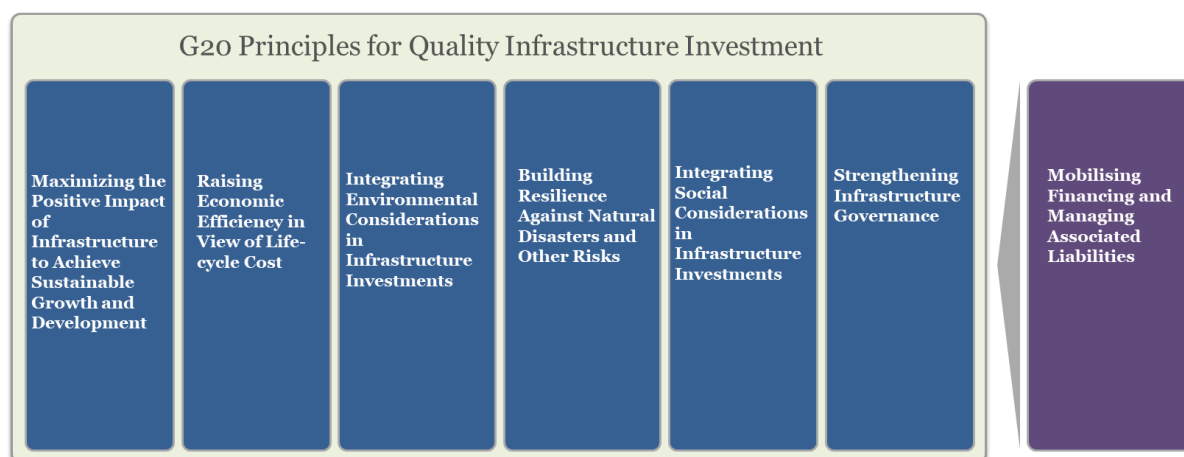 G20 Principles for Quality Infrastructure Investment
Maximizing the
Positive Impact
of
Infrastructure
to Achieve
Sustainable
Growth and
Development
Raising
Economic
Efficiency in
View of Life-
cycle Cost
Integrating
Environmental
Considerations
in
Infrastructure
Investments
Building
Resilience
Against Natural
Disasters and
Other Risks
Integrating
Social
Considerations
in
Infrastructure
Investments
Strengthening
Infrastructure
Governance
Mobilising
Financing and
Managing
Associated
Liabilities